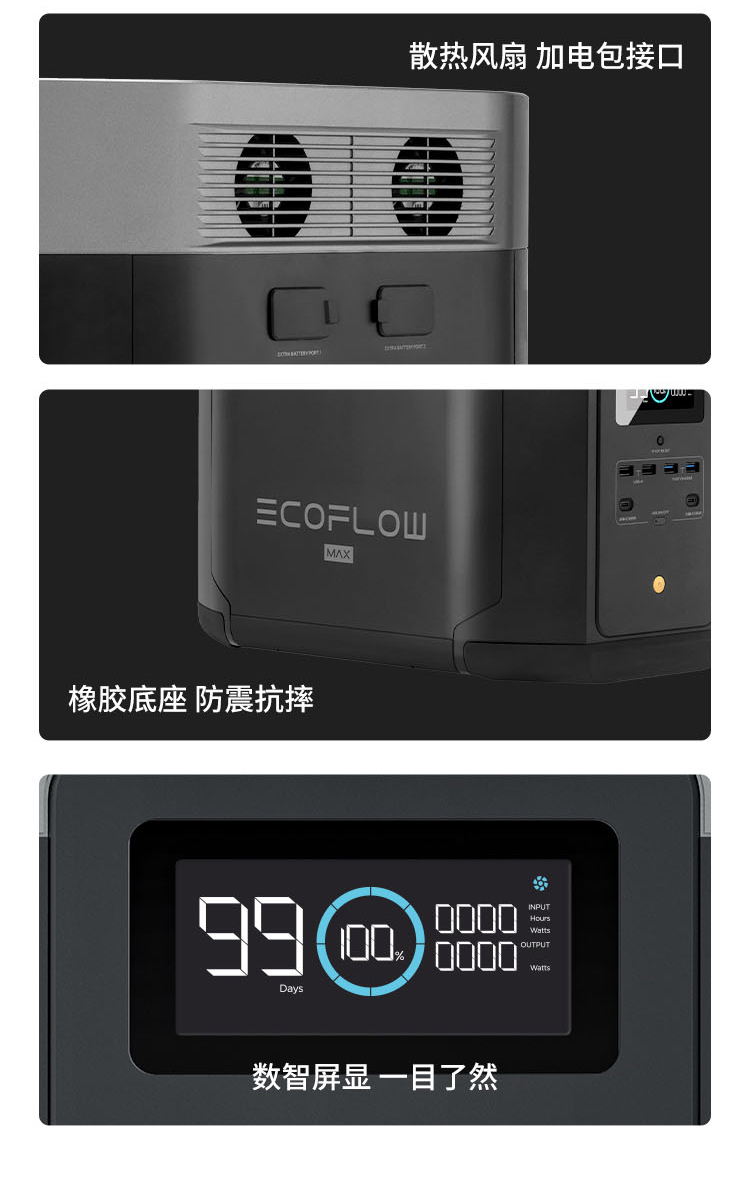 散热风扇 加电包接口
EXTRA BATTERY PORT 1
EXTRA BATTERY PORT 2
ECOFLOW
MAX
橡胶底座 防震抗摔
99
Days
100%
0000
0000
INPUT
Hours
Watts
OUTPUT
Watts
数智屏显 一目了然